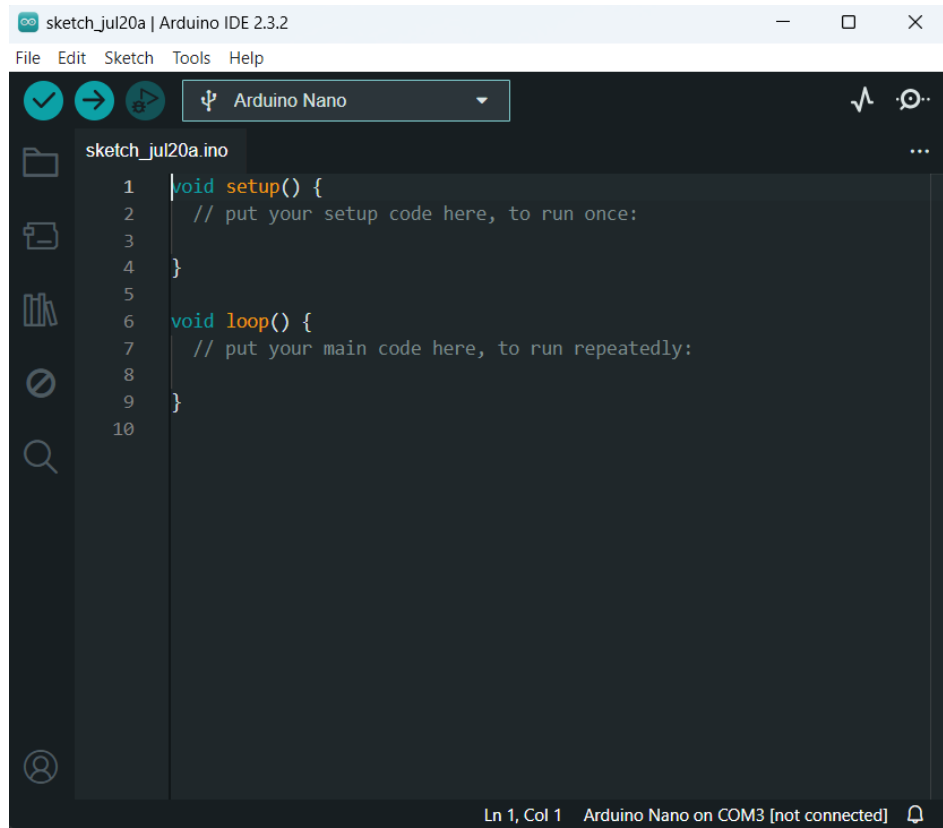 sketch_jul20a | Arduino IDE 2.3.2
File Edit Sketch Tools Help
Arduino Nano
sketch_jul20a.ino
1 void setup() {
2 // put your setup code here, to run once:
3
4 }
5
6 void loop() {
7 // put your main code here, to run repeatedly:
8
9 }
10
Ln 1, Col 1 Arduino Nano on COM3 [not connected]